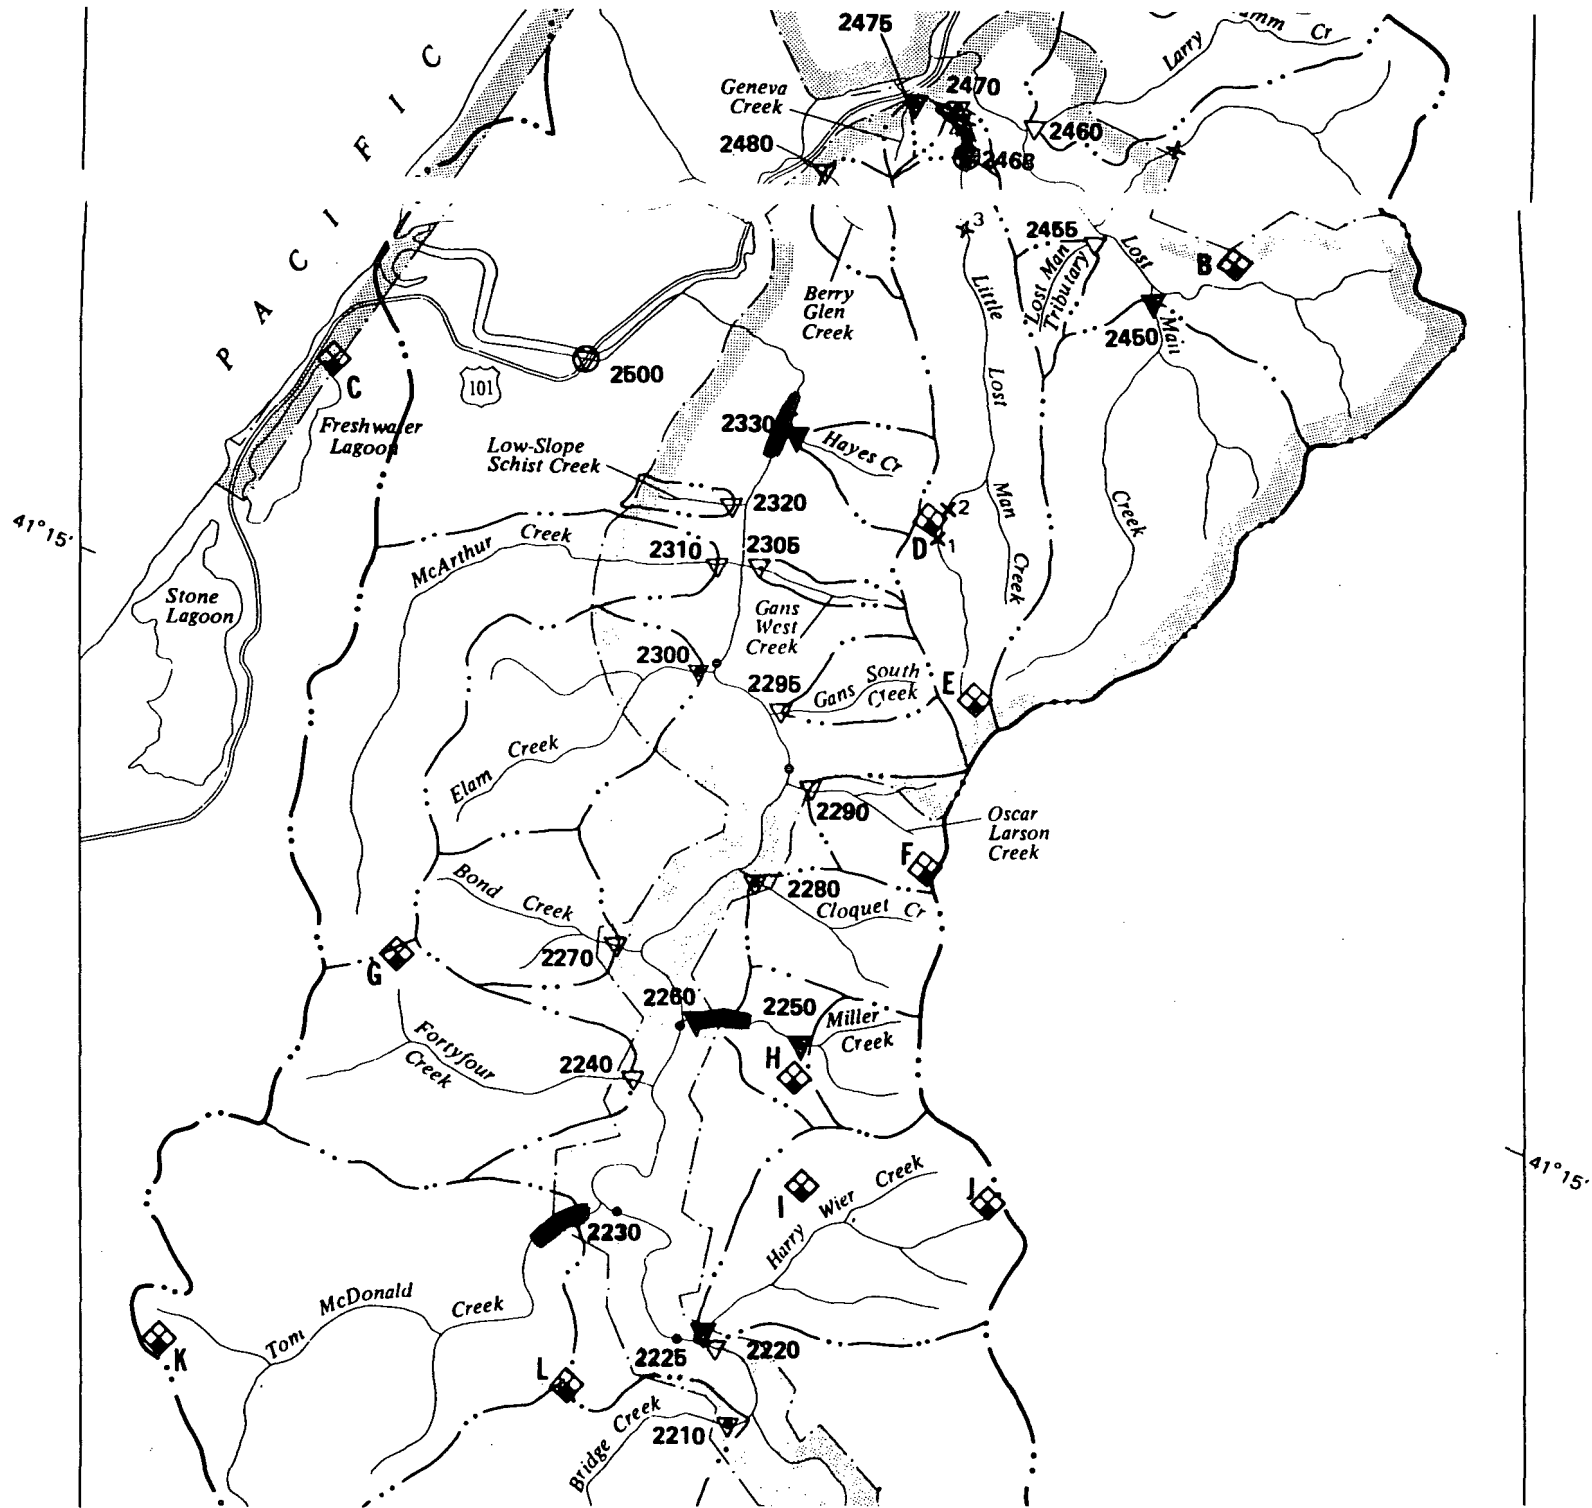 2475
Larry
amm Cr
PACIFIC
Geneva
Creek
2470
2460
2480
2468
3
2455
Lost Man
Tributary
Lost
B
Little
Berry
Glen
Creek
2450
Mail
C
101
2500
Lost
Freshwater
Lagoon
2330
Hayes Cr
Low-Slope
Schist Creek
2320
2
Man
Creek
D
1
41°15'
McArthur
Creek
2310
2305
Creek
Stone
Lagoon
Gans
West
Creek
2300
2295
Gans
South
Creek
E
Elam
Creek
2290
Oscar
Larson
Creek
F
Bond
Creek
2280
Cloquet Cr
2270
G
2260
2250
Miller
Creek
H
Fortyfour
Creek
2240
41°15'
I
Harry
Wier
Creek
J
2230
Tom
McDonald
Creek
K
2225
2220
L
Bridge
Creek
2210